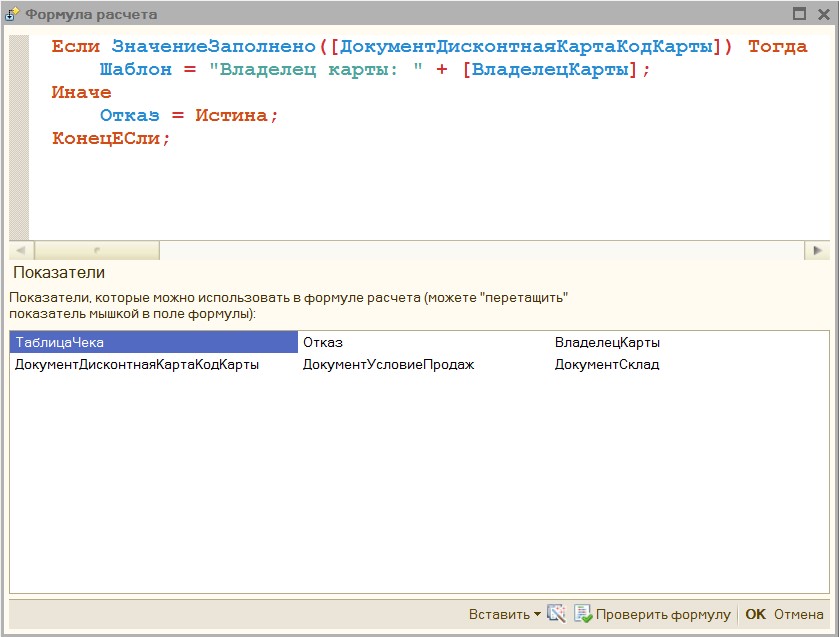 Формула расчета
Если ЗначениеЗаполнено([ДокументДисконтнаяКартаКодКарты]) Тогда
Шаблон = "Владелец карты: " + [ВладелецКарты];
Иначе
Отказ = Истина;
КонецЕСли;
Показатели
Показатели, которые можно использовать в формуле расчета (можете "перетащить"
показатель мышкой в поле формулы):
ТаблицаЧека Отказ ВладелецКарты
ДокументДисконтнаяКартаКодКарты ДокументУсловиеПродаж ДокументСклад
Вставить Проверить формулу OK Отмена